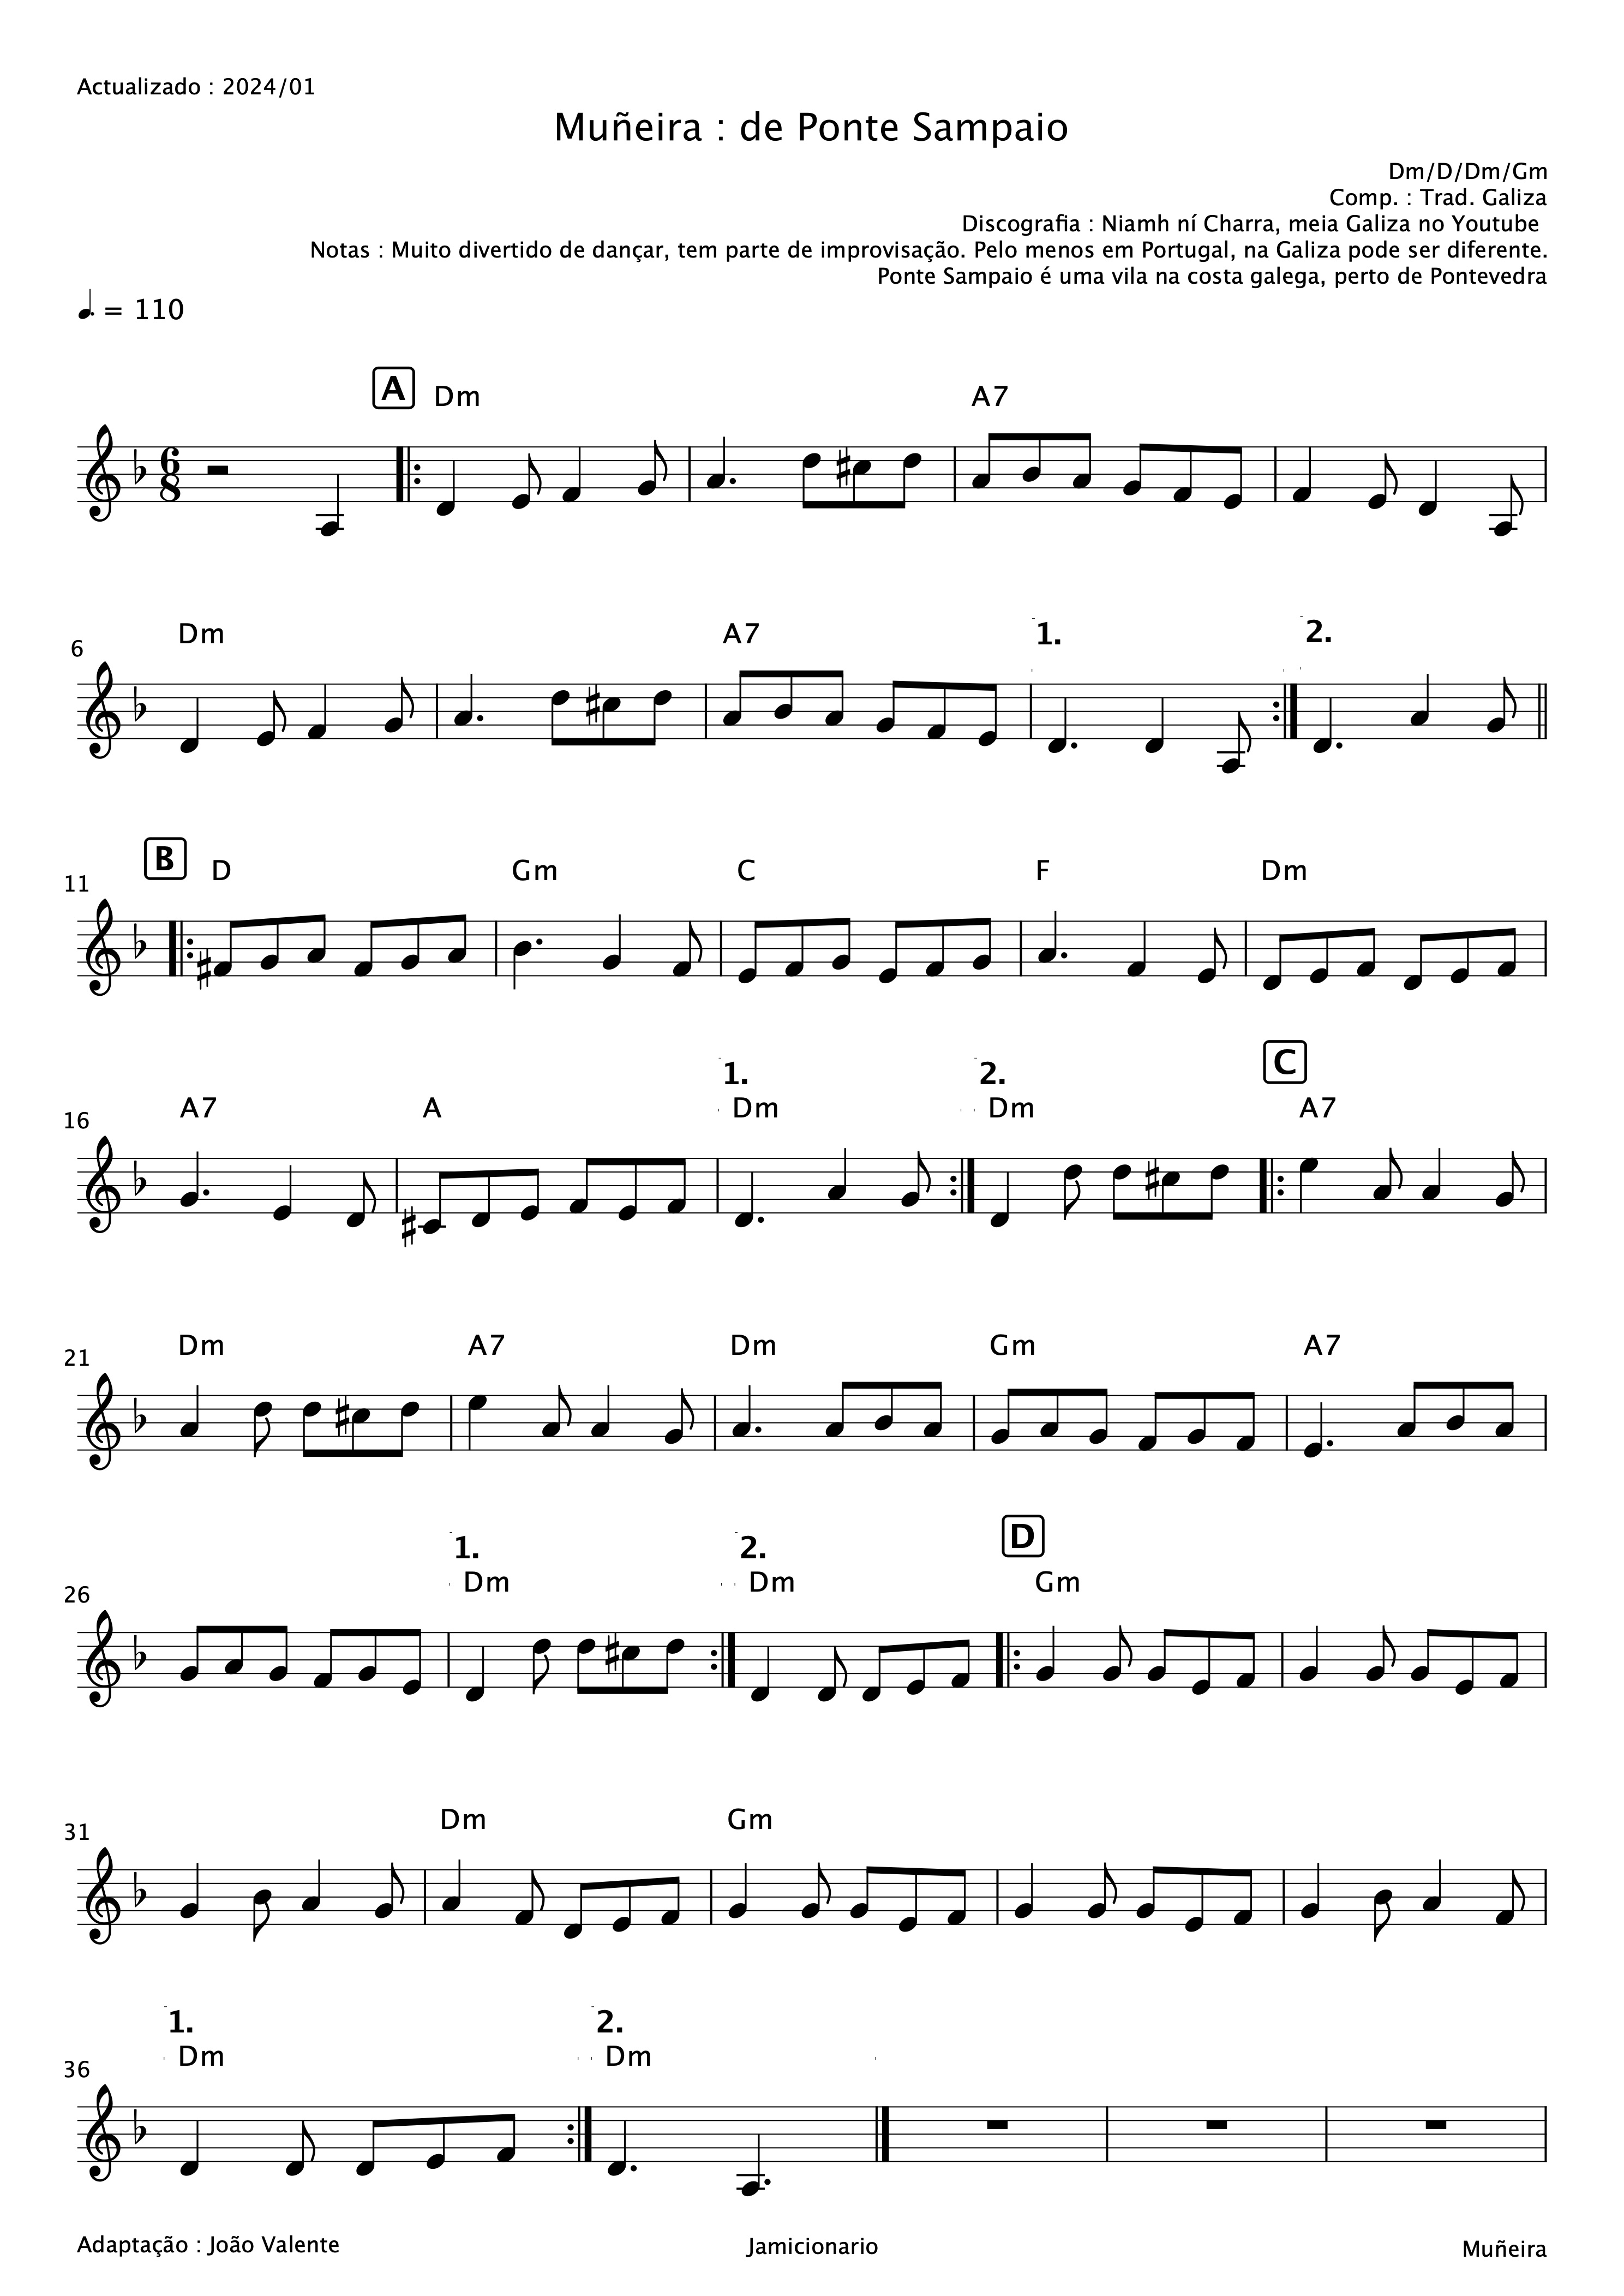 Actualizado : 2024/01
Muñeira : de Ponte Sampaio
Dm/D/Dm/Gm
Comp. : Trad. Galiza
Discografia : Niamh ní Charra, meia Galiza no Youtube
Notas : Muito divertido de dançar, tem parte de improvisação. Pelo menos em Portugal, na Galiza pode ser diferente.
Ponte Sampaio é uma vila na costa galega, perto de Pontevedra
= 110
A Dm A7
6 8
6 Dm A7 1. 2.
B D Gm C F Dm
11
1. 2. C
16 A7 A Dm Dm A7
21 Dm A7 Dm Gm A7
1. 2. D
26 Dm Dm Gm
31 Dm Gm
1. 2.
36 Dm Dm
Adaptação : João Valente Jamicionario Muñeira